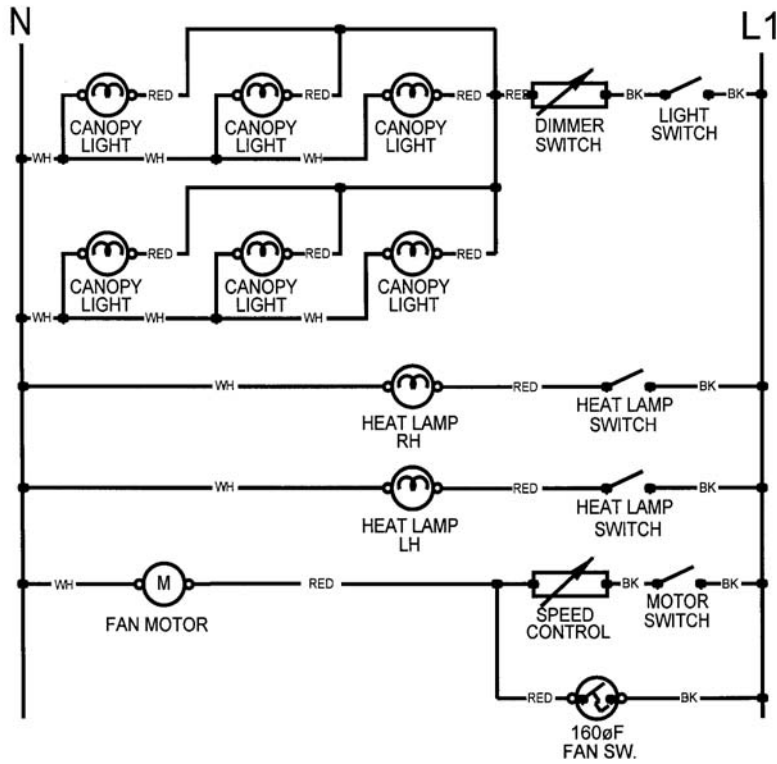 N
L1
RED
RED
RED
RED
BK
BK
CANOPY
LIGHT
CANOPY
LIGHT
CANOPY
LIGHT
DIMMER
SWITCH
LIGHT
SWITCH
WH
WH
WH
RED
RED
RED
CANOPY
LIGHT
CANOPY
LIGHT
CANOPY
LIGHT
WH
WH
WH
WH
RED
BK
HEAT LAMP
RH
HEAT LAMP
SWITCH
WH
RED
BK
HEAT LAMP
LH
HEAT LAMP
SWITCH
WH
M
RED
BK
BK
FAN MOTOR
SPEED
CONTROL
MOTOR
SWITCH
RED
BK
160øF
FAN SW.